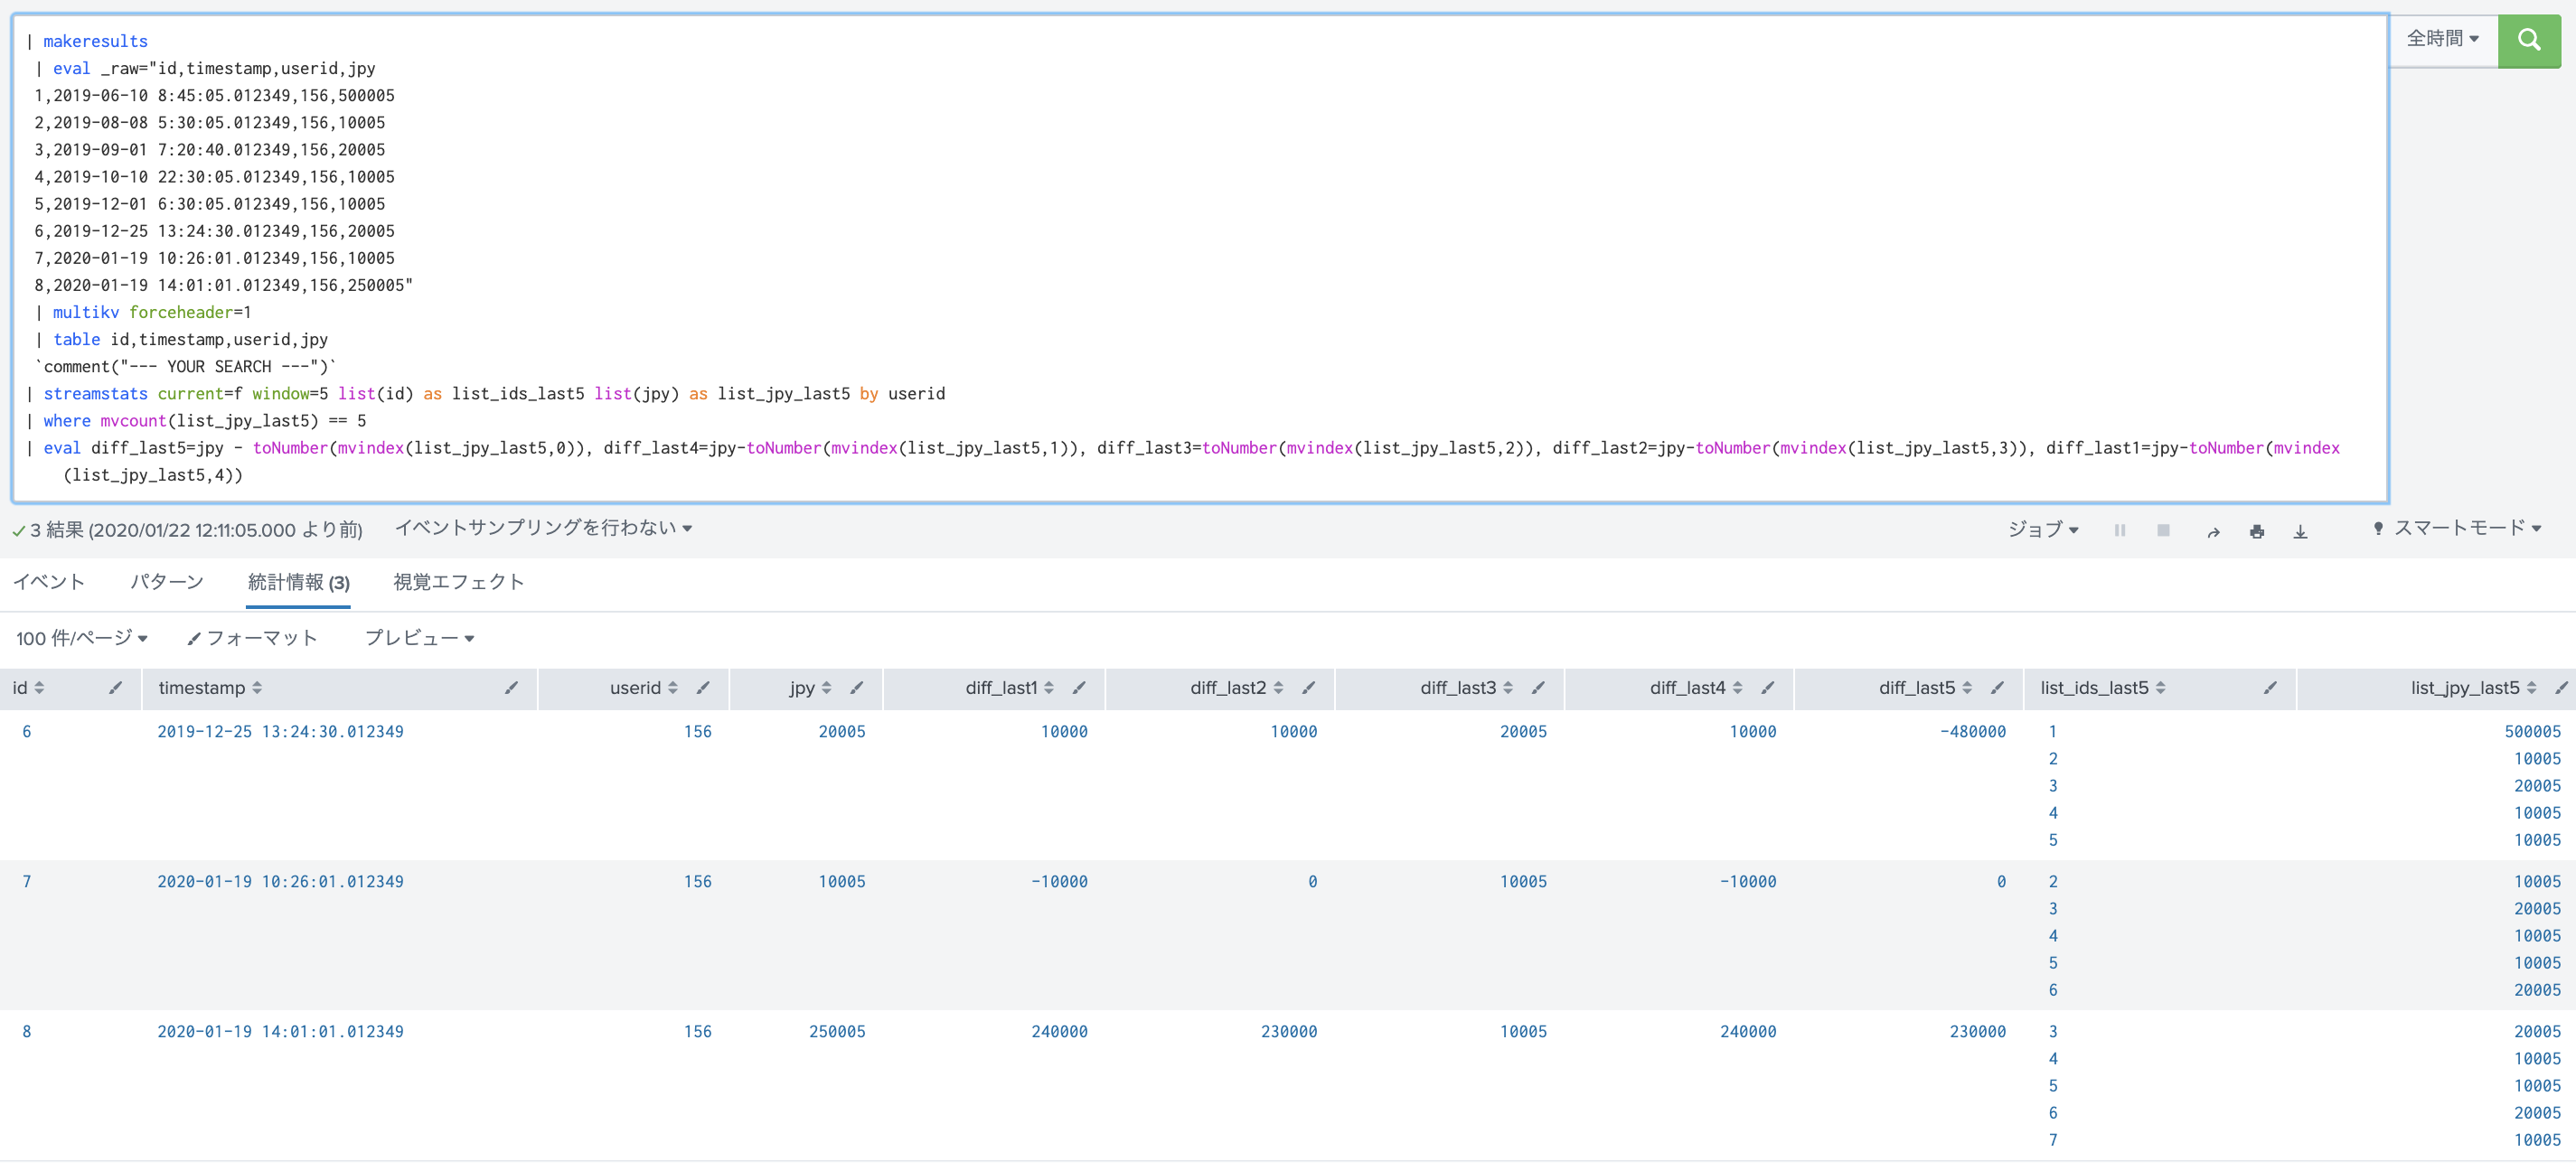 | makeresults
| eval _raw="id,timestamp,userid,jpy
1,2019-06-10 8:45:05.012349,156,500005
2,2019-08-08 5:30:05.012349,156,10005
3,2019-09-01 7:20:40.012349,156,20005
4,2019-10-10 22:30:05.012349,156,10005
5,2019-12-01 6:30:05.012349,156,10005
6,2019-12-25 13:24:30.012349,156,20005
7,2020-01-19 10:26:01.012349,156,10005
8,2020-01-19 14:01:01.012349,156,250005"
| multikv forceheader=1
| table id,timestamp,userid,jpy
`comment("--- YOUR SEARCH ---")`
| streamstats current=f window=5 list(id) as list_ids_last5 list(jpy) as list_jpy_last5 by userid
| where mvcount(list_jpy_last5) == 5
| eval diff_last5=jpy - toNumber(mvindex(list_jpy_last5,0)), diff_last4=jpy-toNumber(mvindex(list_jpy_last5,1)), diff_last3=toNumber(mvindex(list_jpy_last5,2)), diff_last2=jpy-toNumber(mvindex(list_jpy_last5,3)), diff_last1=jpy-toNumber(mvindex
(list_jpy_last5,4))
全時間
3 結果 (2020/01/22 12:11:05.000 より前) イベントサンプリングを行わない ジョブ スマートモード
イベント パターン 統計情報 (3) 視覚エフェクト
100 件/ページ フォーマット プレビュー
id timestamp userid jpy diff_last1 diff_last2 diff_last3 diff_last4 diff_last5 list_ids_last5 list_jpy_last5
6 2019-12-25 13:24:30.012349 156 20005 10000 10000 20005 10000 -480000 1 500005
2 10005
3 20005
4 10005
5 10005
7 2020-01-19 10:26:01.012349 156 10005 -10000 0 10005 -10000 0 2 10005
3 20005
4 10005
5 10005
6 20005
8 2020-01-19 14:01:01.012349 156 250005 240000 230000 10005 240000 230000 3 20005
4 10005
5 10005
6 20005
7 10005